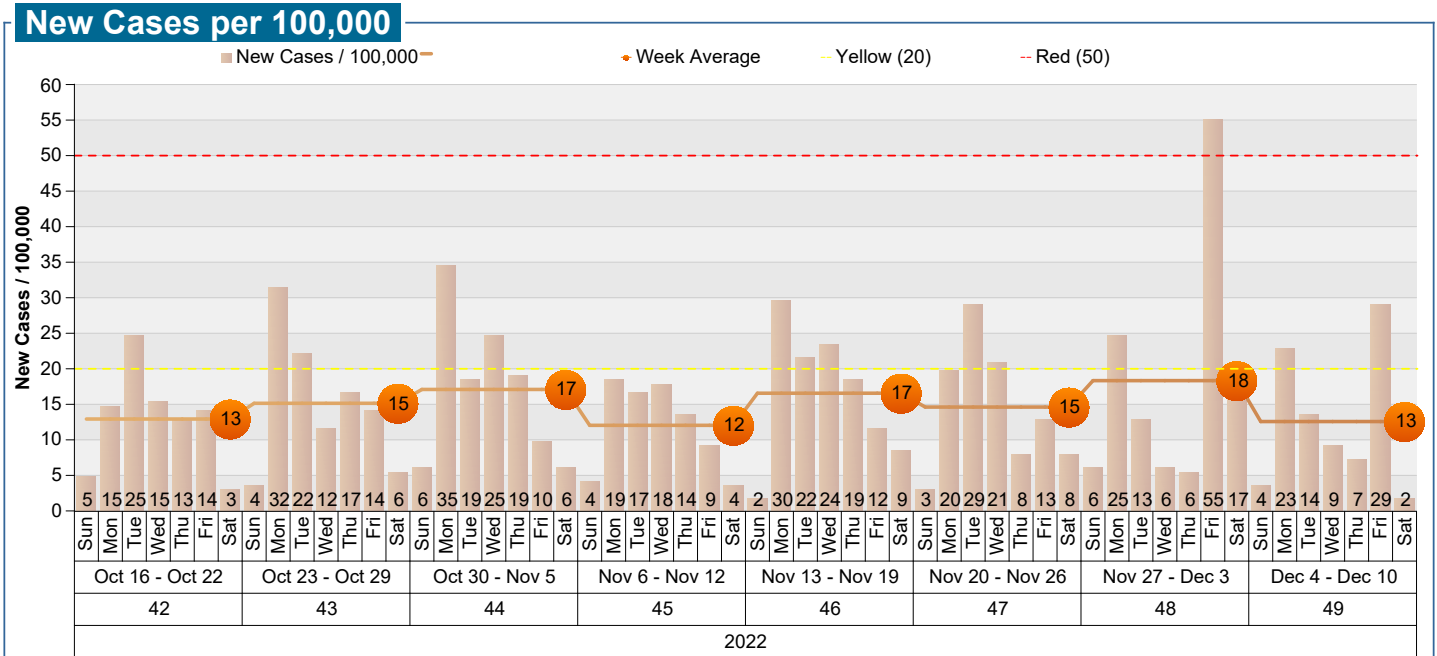 New Cases per 100,000
New Cases / 100,000 Week Average Yellow (20) Red (50)
New Cases / 100,000
60
55
50
45
40
35
30
25
20
15
10
5
0
13 15 17 12 17 15 18 13
5 15 25 15 13 14 3 4 32 22 12 17 14 6 6 35 19 25 19 10 6 4 19 17 18 14 9 4 2 30 22 24 19 12 9 3 20 29 21 8 13 8 6 25 13 6 6 55 17 4 23 14 9 7 29 2
Sun Mon Tue Wed Thu Fri Sat Sun Mon Tue Wed Thu Fri Sat Sun Mon Tue Wed Thu Fri Sat Sun Mon Tue Wed Thu Fri Sat Sun Mon Tue Wed Thu Fri Sat Sun Mon Tue Wed Thu Fri Sat Sun Mon Tue Wed Thu Fri Sat Sun Mon Tue Wed Thu Fri Sat
Oct 16 - Oct 22 Oct 23 - Oct 29 Oct 30 - Nov 5 Nov 6 - Nov 12 Nov 13 - Nov 19 Nov 20 - Nov 26 Nov 27 - Dec 3 Dec 4 - Dec 10
42 43 44 45 46 47 48 49
2022